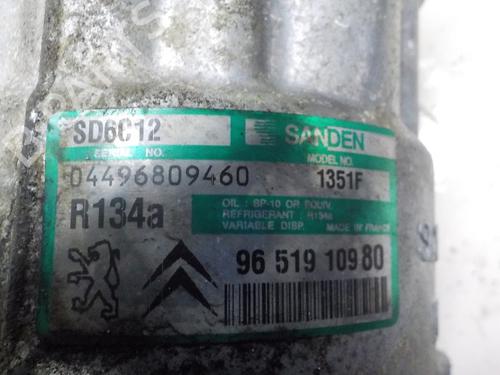 SD6C12
SANDEN
SERIAL NO.
MODEL NO.
04496809460
1351F
R134a
OIL : SP-10 OR EQUIV.
REFRIGERANT : R134a
VARIABLE DISP. MADE IN FRANCE
96 519 109 80